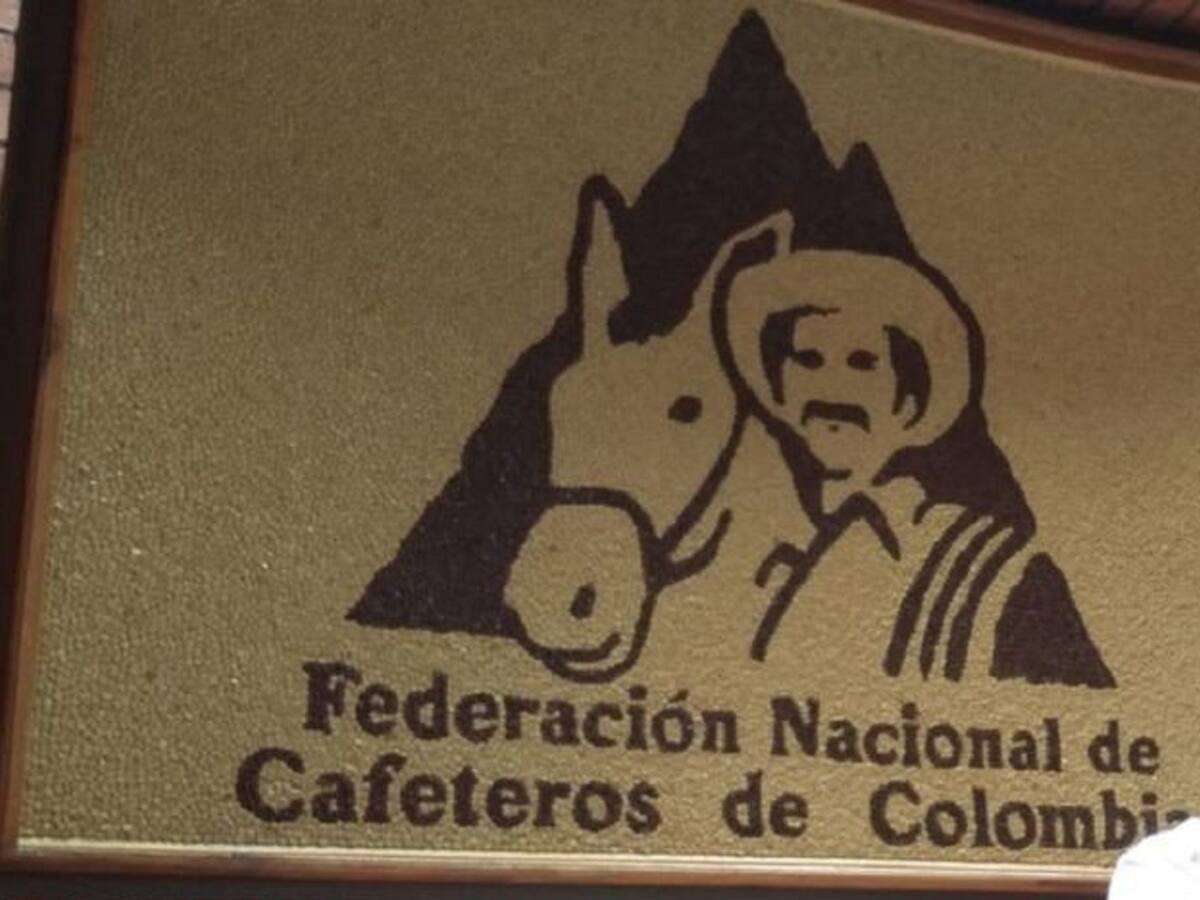 Federación Nacional de
Cafeteros de Colombia